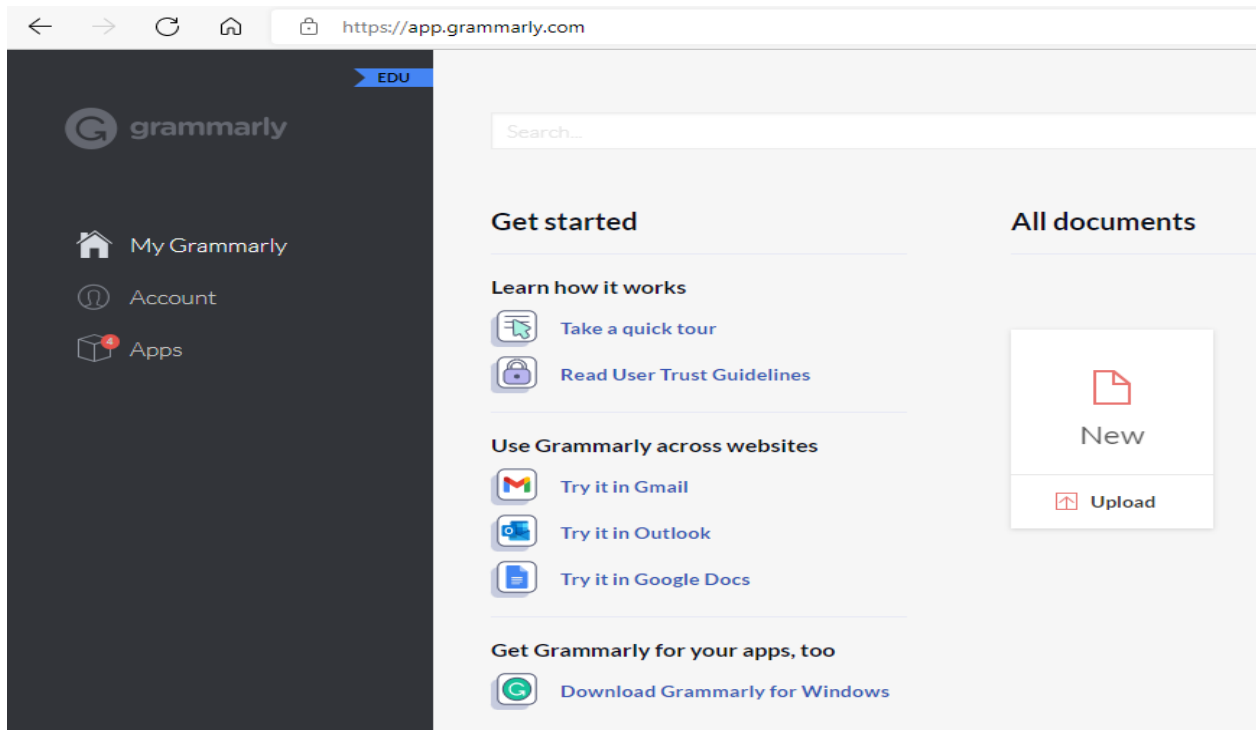 https://app.grammarly.com
EDU
grammarly
My Grammarly
Account
4
Apps
Search...
Get started
Learn how it works
Take a quick tour
Read User Trust Guidelines
Use Grammarly across websites
Try it in Gmail
Try it in Outlook
Try it in Google Docs
Get Grammarly for your apps, too
Download Grammarly for Windows
All documents
New
Upload